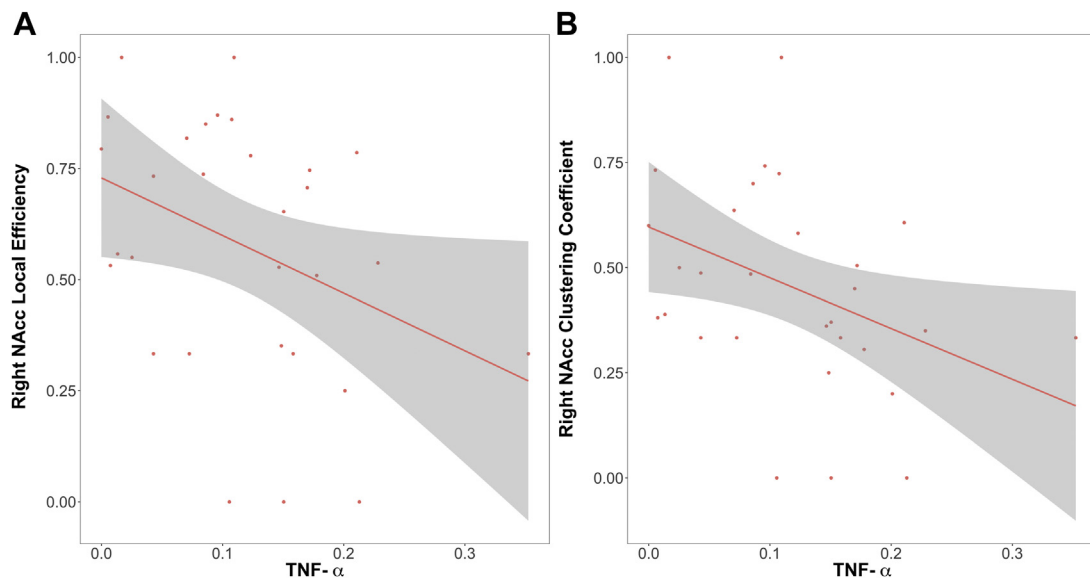 A
Right NAcc Local Efficiency
1.00
0.75
0.50
0.25
0.00
0.0 0.1 0.2 0.3
TNF- α
B
Right NAcc Clustering Coefficient
1.00
0.75
0.50
0.25
0.00
0.0 0.1 0.2 0.3
TNF- α